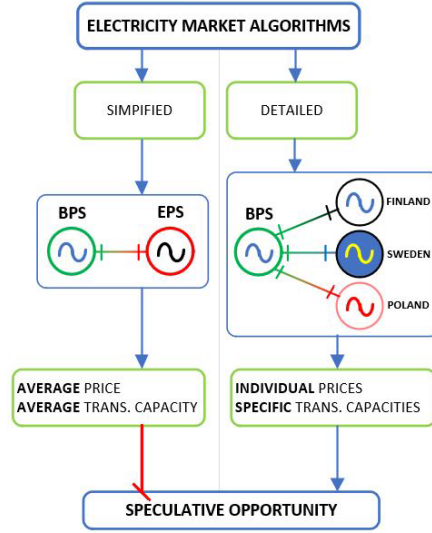 ELECTRICITY MARKET ALGORITHMS
SIMPIFIED
DETAILED
BPS
EPS
BPS
FINLAND
SWEDEN
POLAND
AVERAGE PRICE
AVERAGE TRANS. CAPACITY
INDIVIDUAL PRICES
SPECIFIC TRANS. CAPACITIES
SPECULATIVE OPPORTUNITY